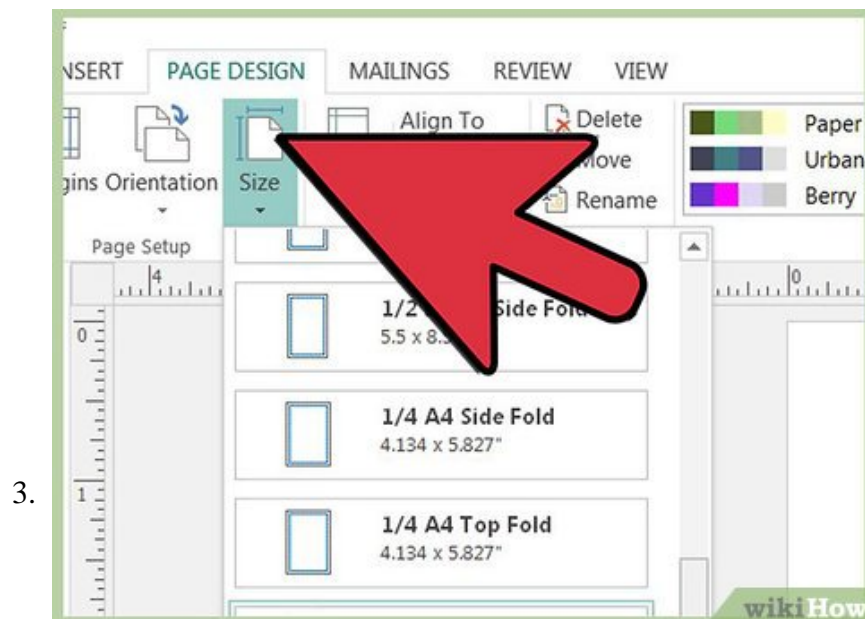 NSERT PAGE DESIGN MAILINGS REVIEW VIEW
Align To Delete
Orientation Size Move
Rename
Paper
Urban
Berry
Page Setup
4 0
0
1/2 Side Fold
5.5 x 8.5
1/4 A4 Side Fold
4.134 x 5.827"
3. 1
1/4 A4 Top Fold
4.134 x 5.827"
wikiHow